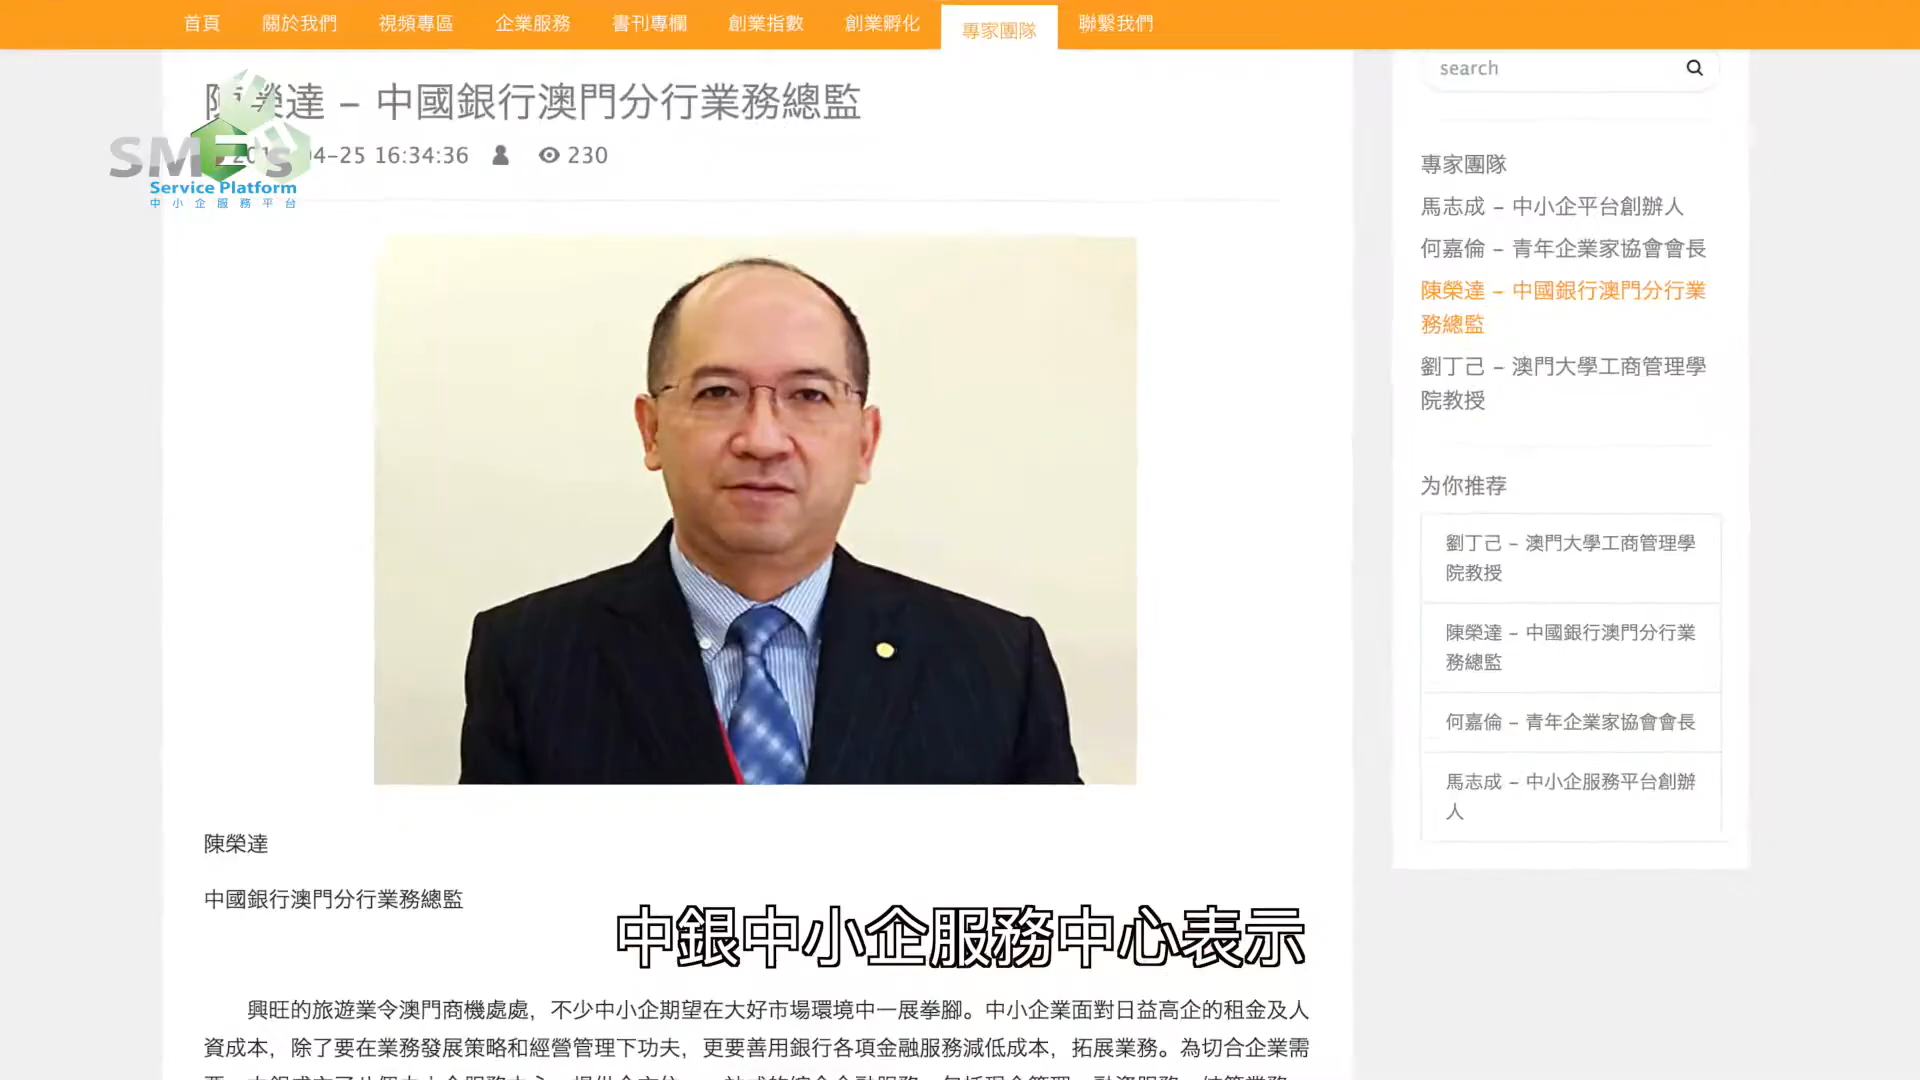 首頁 關於我們 視頻專區 企業服務 書刊專欄 創業指數 創業孵化 專家團隊 聯繫我們
陳榮達 – 中國銀行澳門分行業務總監
04-25 16:34:36 230
SMEs
Service Platform
中小企服務平台
陳榮達
中國銀行澳門分行業務總監
中銀中小企服務中心表示
興旺的旅遊業令澳門商機處處，不少中小企期望在大好市場環境中一展拳腳。中小企業面對日益高企的租金及人
資成本，除了要在業務發展策略和經營管理下功夫，更要善用銀行各項金融服務減低成本，拓展業務。為切合企業需
search
專家團隊
馬志成 – 中小企平台創辦人
何嘉倫 – 青年企業家協會會長
陳榮達 – 中國銀行澳門分行業
務總監
劉丁己 – 澳門大學工商管理學
院教授
为你推荐
劉丁己 – 澳門大學工商管理學
院教授
陳榮達 – 中國銀行澳門分行業
務總監
何嘉倫 – 青年企業家協會會長
馬志成 – 中小企服務平台創辦
人